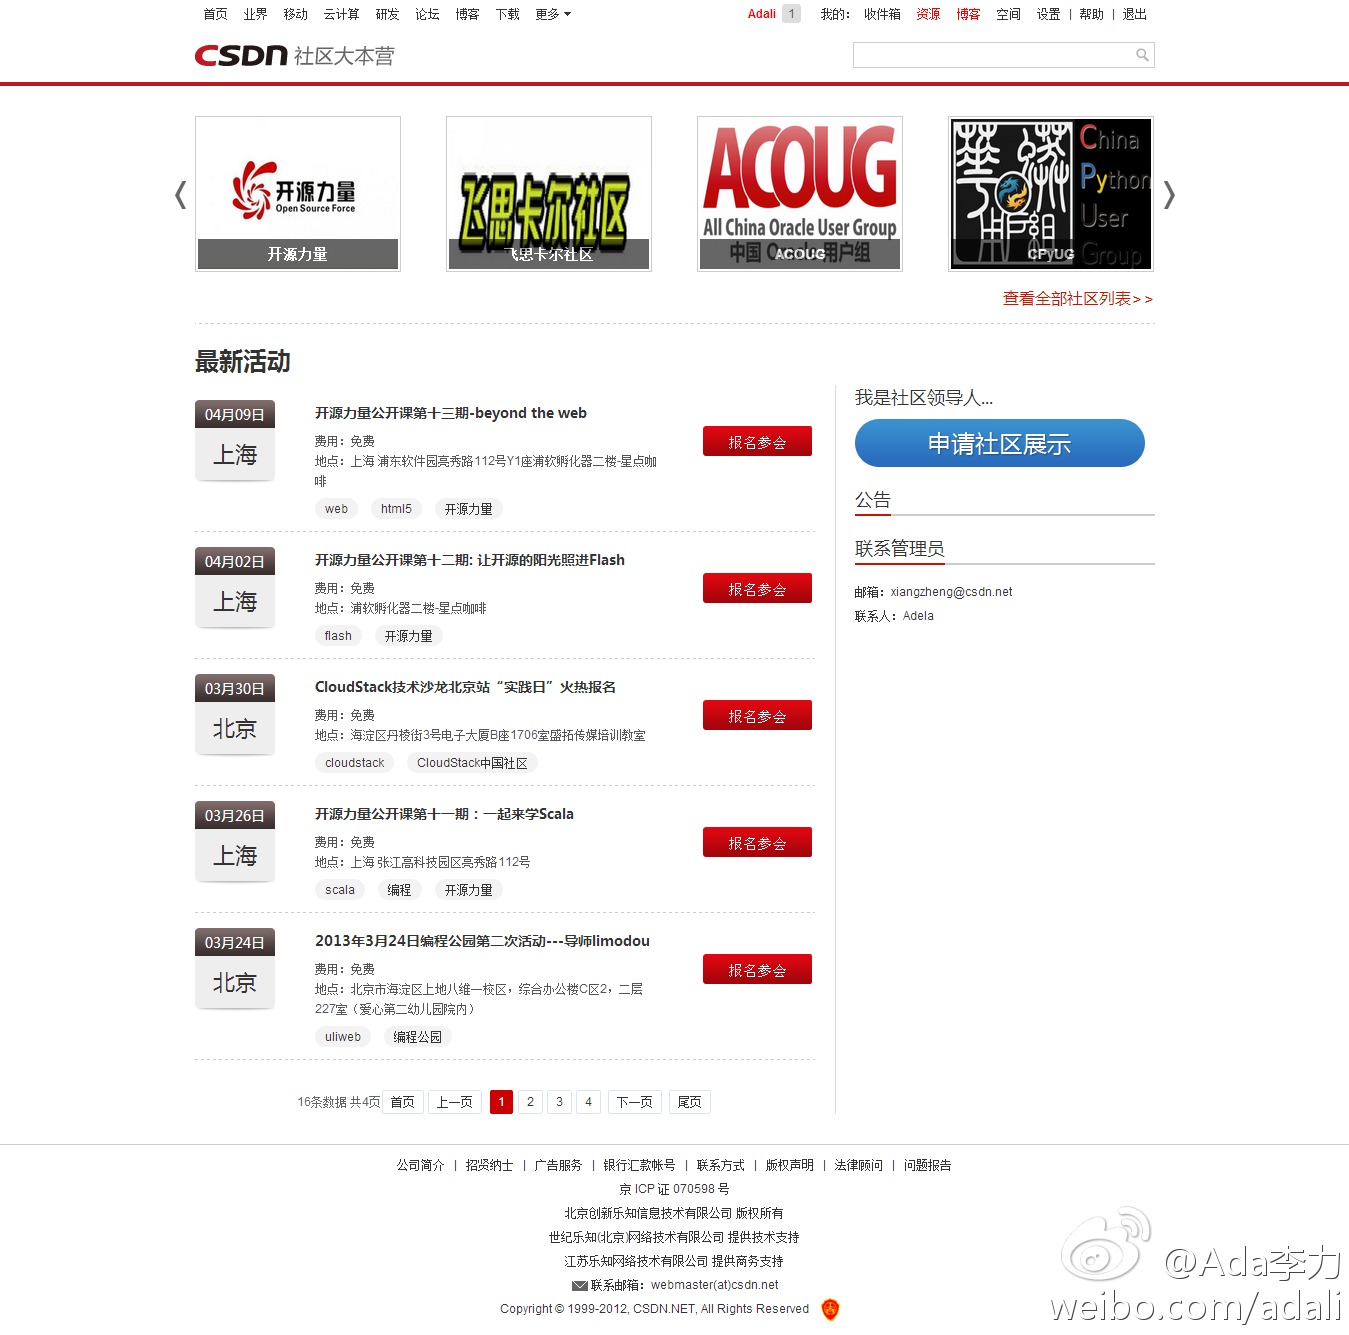 首页 业界 移动 云计算 研发 论坛 博客 下载 更多
Adali 1 我的： 收件箱 资源 博客 空间 设置 | 帮助 | 退出
CSDN 社区大本营
开源力量
Open Source Force
开源力量
飞思卡尔社区
飞思卡尔社区
ACOUG
All China Oracle User Group
中国 Oracle 用户组
ACOUG
China
Python
User
Group
CPyUG
查看全部社区列表>>
最新活动
04月09日
上海
开源力量公开课第十三期-beyond the web
费用：免费
地点：上海 浦东软件园亮秀路112号Y1座浦软孵化器二楼-星点咖
啡
web html5 开源力量
报名参会
04月02日
上海
开源力量公开课第十二期: 让开源的阳光照进Flash
费用：免费
地点：浦软孵化器二楼-星点咖啡
flash 开源力量
报名参会
03月30日
北京
CloudStack技术沙龙北京站“实践日”火热报名
费用：免费
地点：海淀区丹棱街3号电子大厦B座1706室盛拓传媒培训教室
cloudstack CloudStack中国社区
报名参会
03月26日
上海
开源力量公开课第十一期：一起来学Scala
费用：免费
地点：上海 张江高科技园区亮秀路112号
scala 编程 开源力量
报名参会
03月24日
北京
2013年3月24日编程公园第二次活动---导师limodou
费用：免费
地点：北京市海淀区上地八维一校区，综合办公楼C区2，二层
227室（爱心第二幼儿园院内）
uliweb 编程公园
报名参会
16条数据 共4页 首页 上一页 1 2 3 4 下一页 尾页
我是社区领导人...
申请社区展示
公告
联系管理员
邮箱：xiangzheng@csdn.net
联系人：Adela
公司简介 | 招贤纳士 | 广告服务 | 银行汇款帐号 | 联系方式 | 版权声明 | 法律顾问 | 问题报告
京 ICP 证 070598 号
北京创新乐知信息技术有限公司 版权所有
世纪乐知(北京)网络技术有限公司 提供技术支持
江苏乐知网络技术有限公司 提供商务支持
联系邮箱：webmaster(at)csdn.net
Copyright © 1999-2012, CSDN.NET, All Rights Reserved
@Ada李力
weibo.com/adali